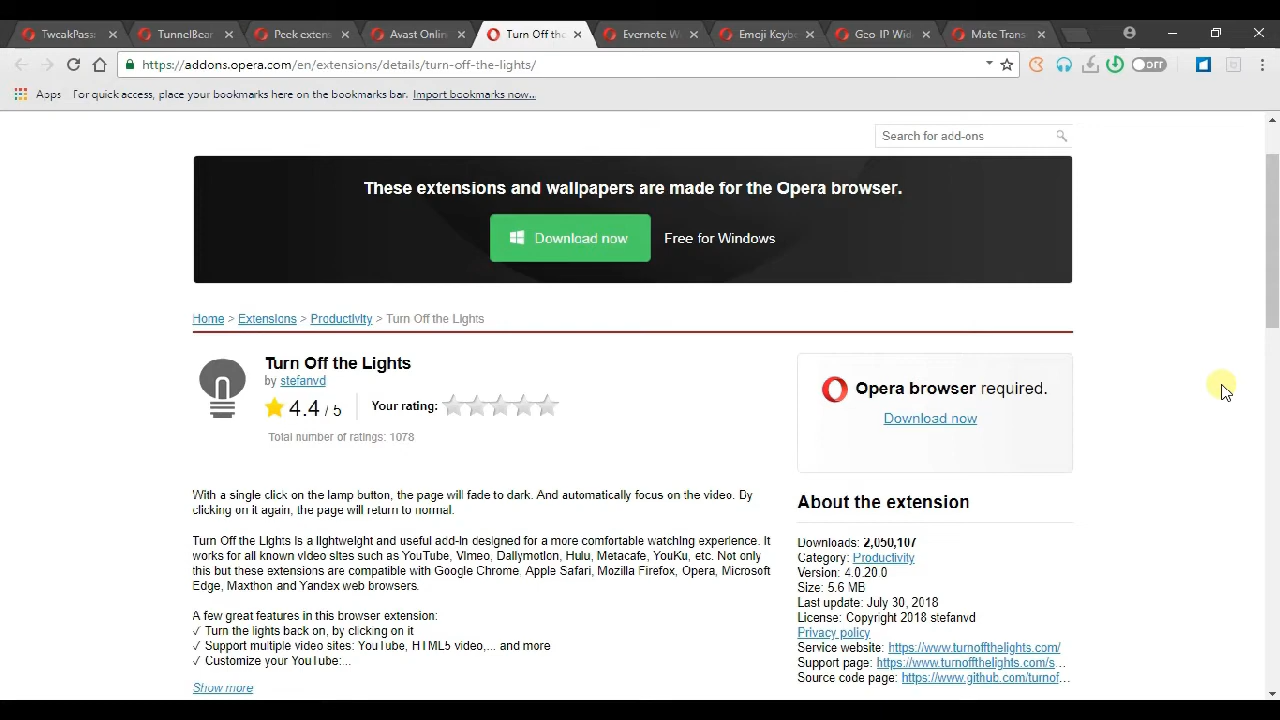 TweakPass
TunnelBear
Peek exten
Avast Onlin
Turn Off the
Evernote W
Emoji Keyb
Geo-IP Wid
Mate Trans
https://addons.opera.com/en/extensions/details/turn-off-the-lights/
OFF
Apps For quick access, place your bookmarks here on the bookmarks bar. Import bookmarks now...
Search for add-ons
These extensions and wallpapers are made for the Opera browser.
Download now Free for Windows
Home > Extensions > Productivity > Turn Off the Lights
Turn Off the Lights
by stefanvd
4.4 / 5 Your rating:
Total number of ratings: 1078
With a single click on the lamp button, the page will fade to dark. And automatically focus on the video. By
clicking on it again, the page will return to normal.
Turn Off the Lights is a lightweight and useful add-in designed for a more comfortable watching experience. It
works for all known video sites such as YouTube, Vimeo, Dailymotion, Hulu, Metacafe, YouKu, etc. Not only
this but these extensions are compatible with Google Chrome, Apple Safari, Mozilla Firefox, Opera, Microsoft
Edge, Maxthon and Yandex web browsers.
A few great features in this browser extension:
✓ Turn the lights back on, by clicking on it
✓ Support multiple video sites: YouTube, HTML5 video,... and more
✓ Customize your YouTube:...
Show more
Opera browser required.
Download now
About the extension
Downloads: 2,050,107
Category: Productivity
Version: 4.0.20.0
Size: 5.6 MB
Last update: July 30, 2018
License: Copyright 2018 stefanvd
Privacy policy
Service website: https://www.turnoffthelights.com/
Support page: https://www.turnoffthelights.com/s...
Source code page: https://www.github.com/turnof...